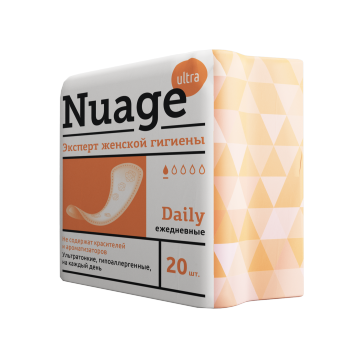 ultra
Nuage
Эксперт женской гигиены
Daily
ежедневные
Не содержат красителей
и ароматизаторов
Ультратонкие, гипоаллергенные,
на каждый день
20 шт.